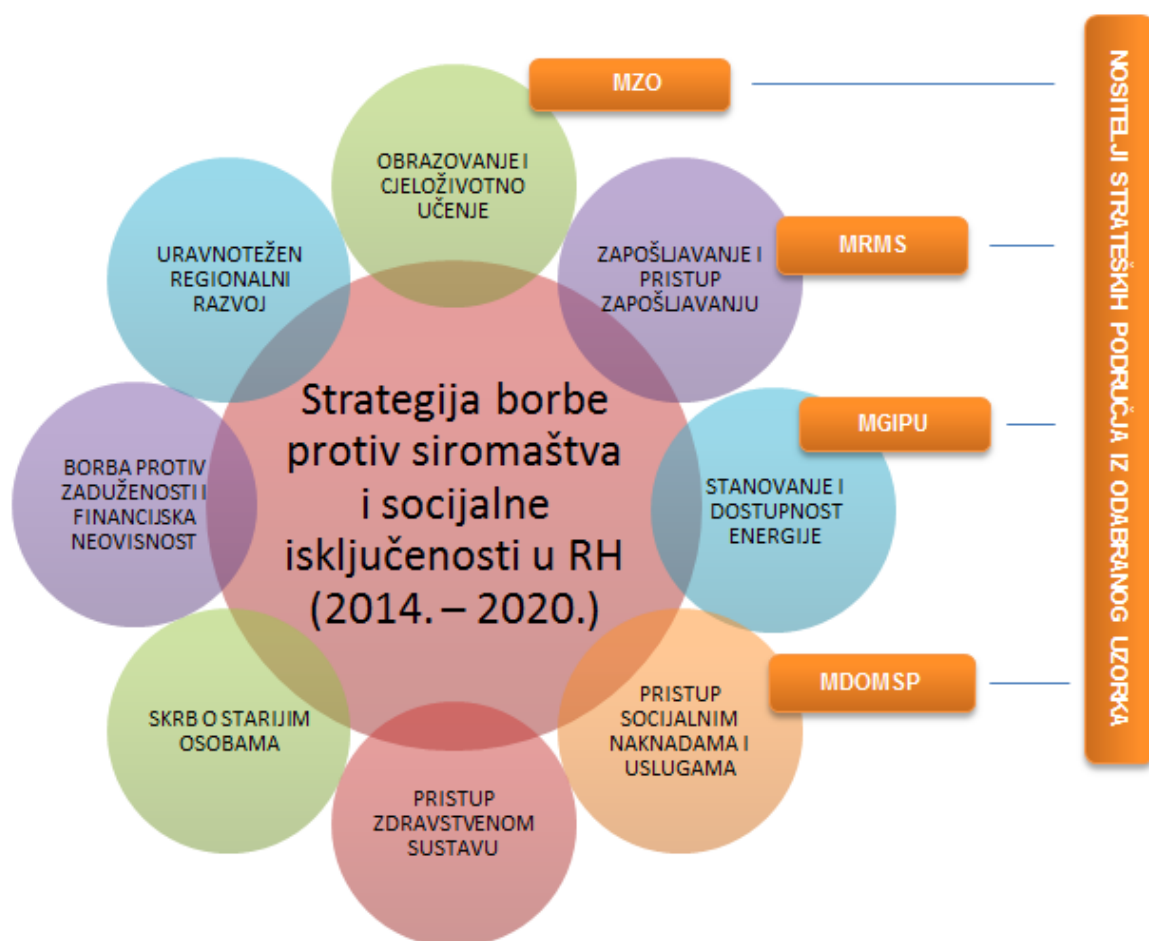 MZO
OBRAZOVANJE I
CJELOŽIVOTNO
UČENJE
ZAPOŠLJAVANJE I
PRISTUP
ZAPOŠLJAVANJU
MRMS
STANOVANJE I
DOSTUPNOST
ENERGIJE
MGIPU
PRISTUP
SOCIJALNIM
NAKNADAMA I
USLUGAMA
MDOMSP
PRISTUP
ZDRAVSTVENOM
SUSTAVU
SKRB O STARIJIM
OSOBAMA
BORBA PROTIV
ZADUŽENOSTI I
FINANCIJSKA
NEOVISNOST
URAVNOTEŽEN
REGIONALNI
RAZVOJ
Strategija borbe
protiv siromaštva
i socijalne
isključenosti u RH
(2014. – 2020.)
NOSITELJI STRATEŠKIH PODRUČJA IZ ODABRANOG UZORKA